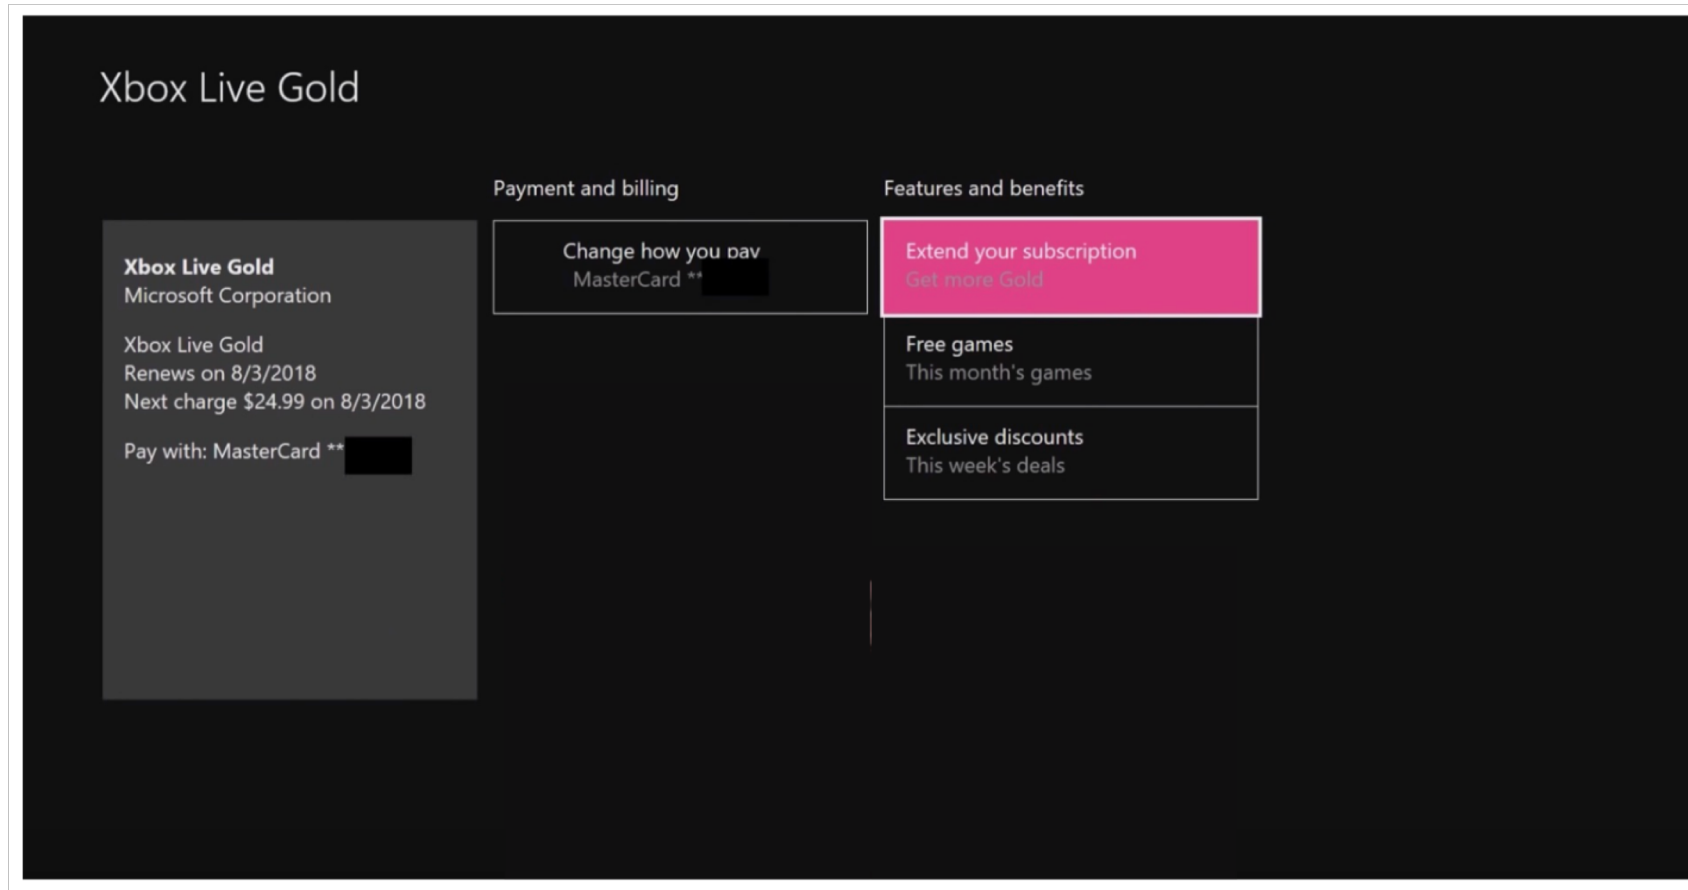 Xbox Live Gold
Xbox Live Gold
Microsoft Corporation
Xbox Live Gold
Renews on 8/3/2018
Next charge $24.99 on 8/3/2018
Pay with: MasterCard **
Payment and billing
Change how you pay
MasterCard **
Features and benefits
Extend your subscription
Get more Gold
Free games
This month's games
Exclusive discounts
This week's deals